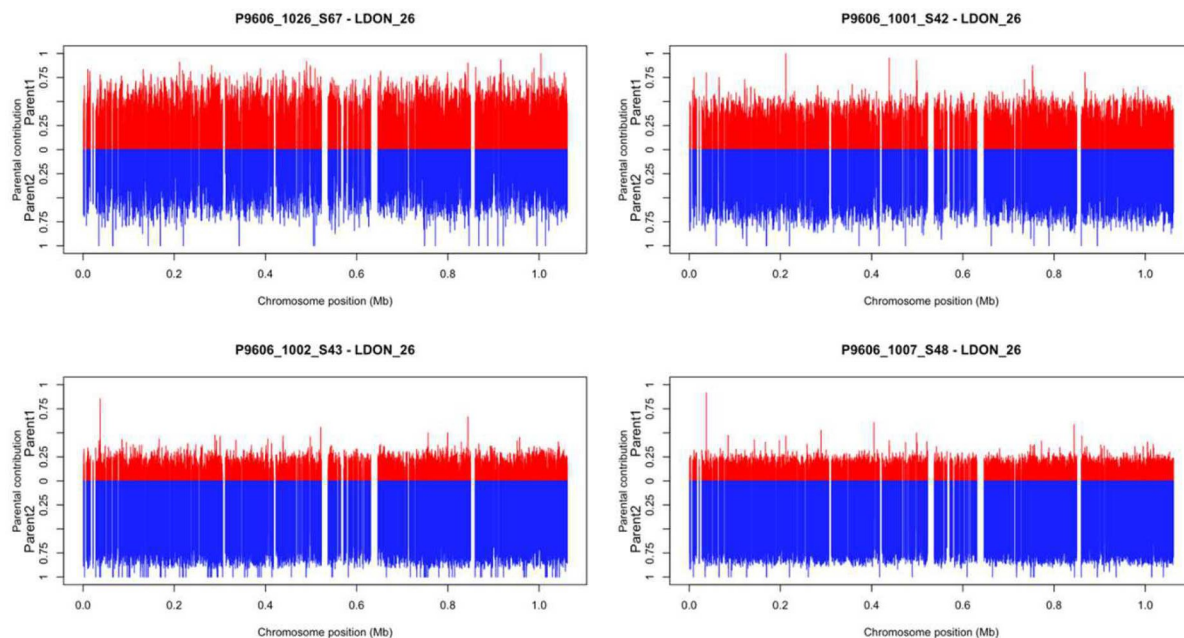 P9606_1026_S67 - LDON_26
Parental contribution
Parent2 Parent1
1 0.75 0.25 0 0.25 0.75 1
0.0 0.2 0.4 0.6 0.8 1.0
Chromosome position (Mb)
P9606_1001_S42 - LDON_26
Parental contribution
Parent2 Parent1
1 0.75 0.25 0 0.25 0.75 1
0.0 0.2 0.4 0.6 0.8 1.0
Chromosome position (Mb)
P9606_1002_S43 - LDON_26
Parental contribution
Parent2 Parent1
1 0.75 0.25 0 0.25 0.75 1
0.0 0.2 0.4 0.6 0.8 1.0
Chromosome position (Mb)
P9606_1007_S48 - LDON_26
Parental contribution
Parent2 Parent1
1 0.75 0.25 0 0.25 0.75 1
0.0 0.2 0.4 0.6 0.8 1.0
Chromosome position (Mb)